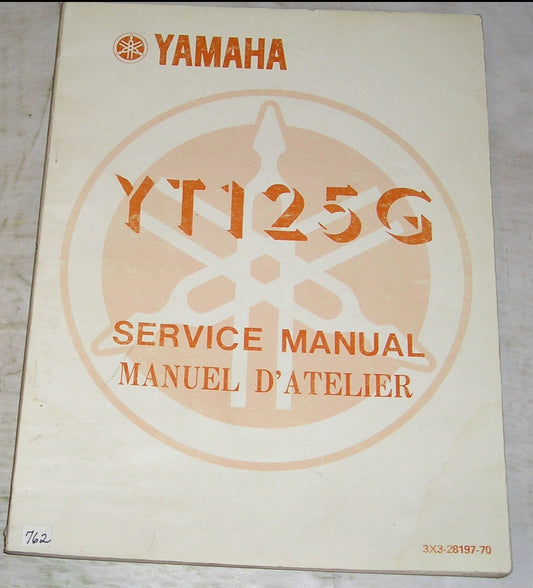 YAMAHA
YT125G
SERVICE MANUAL
MANUEL D'ATELIER
762
3X3-28197-70